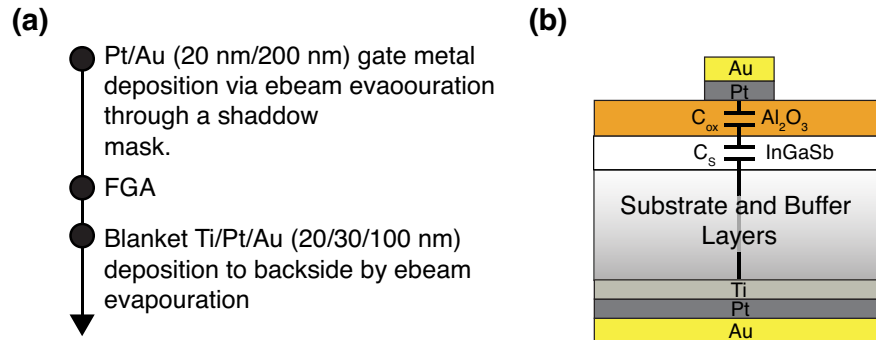 (a)
Pt/Au (20 nm/200 nm) gate metal
deposition via ebeam evaoouration
through a shaddow
mask.
FGA
Blanket Ti/Pt/Au (20/30/100 nm)
deposition to backside by ebeam
evapouration
(b)
Au
Pt
Cox Al2O3
CS InGaSb
Substrate and Buffer
Layers
Ti
Pt
Au